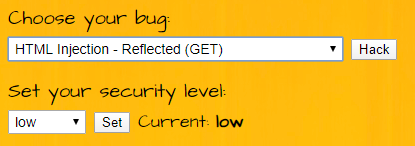 Choose your bug:
HTML Injection - Reflected (GET) Hack
Set your security level:
low Set Current: low